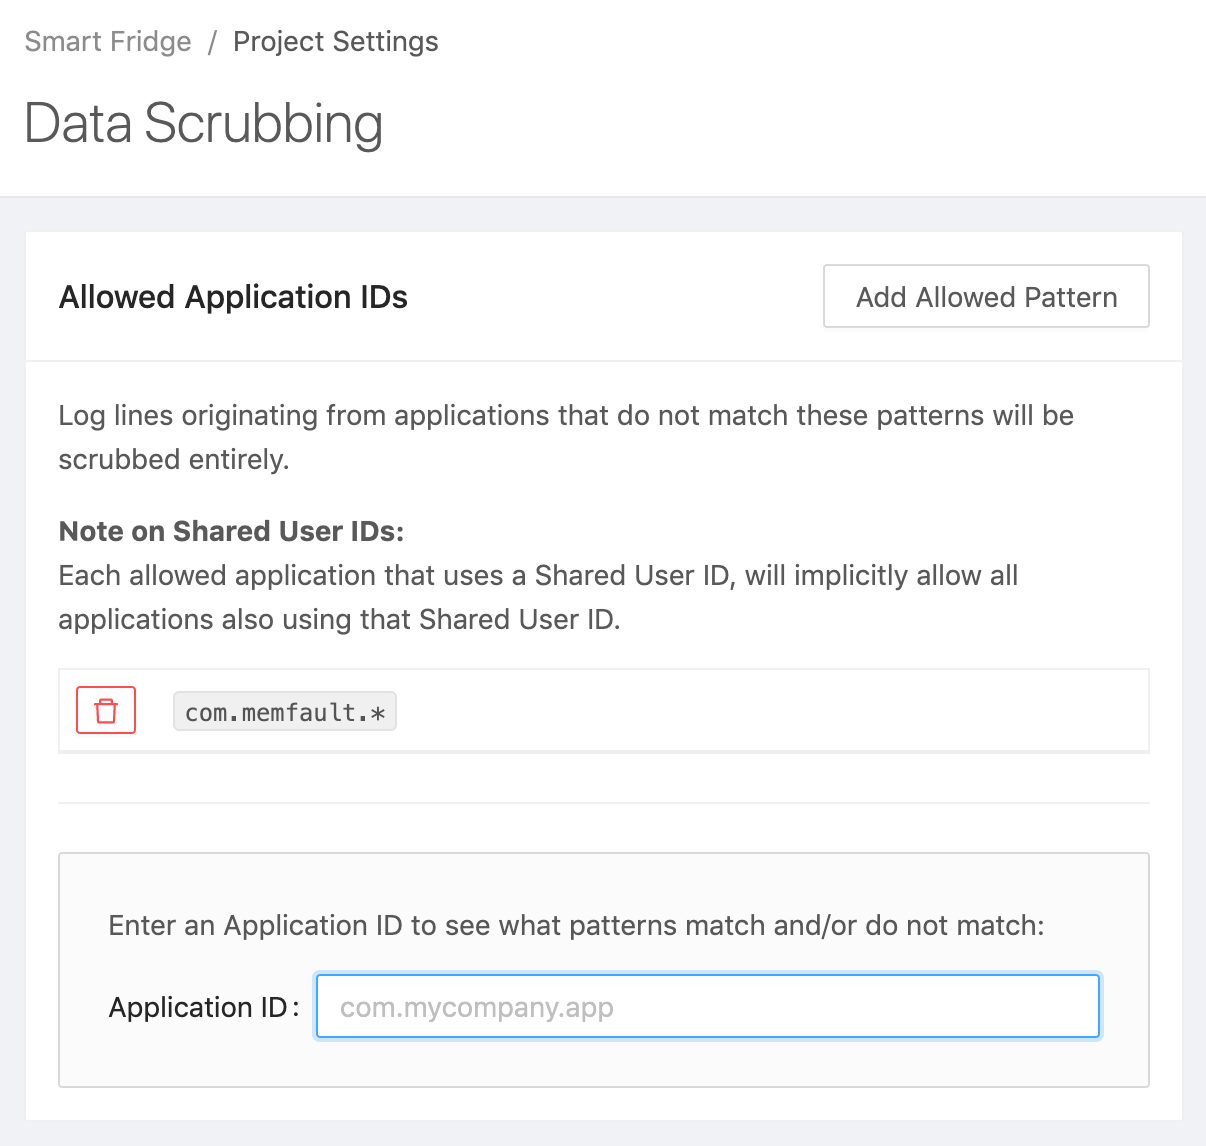 Smart Fridge / Project Settings
Data Scrubbing
Allowed Application IDs
Add Allowed Pattern
Log lines originating from applications that do not match these patterns will be
scrubbed entirely.
Note on Shared User IDs:
Each allowed application that uses a Shared User ID, will implicitly allow all
applications also using that Shared User ID.
com.memfault.*
Enter an Application ID to see what patterns match and/or do not match:
Application ID: com.mycompany.app